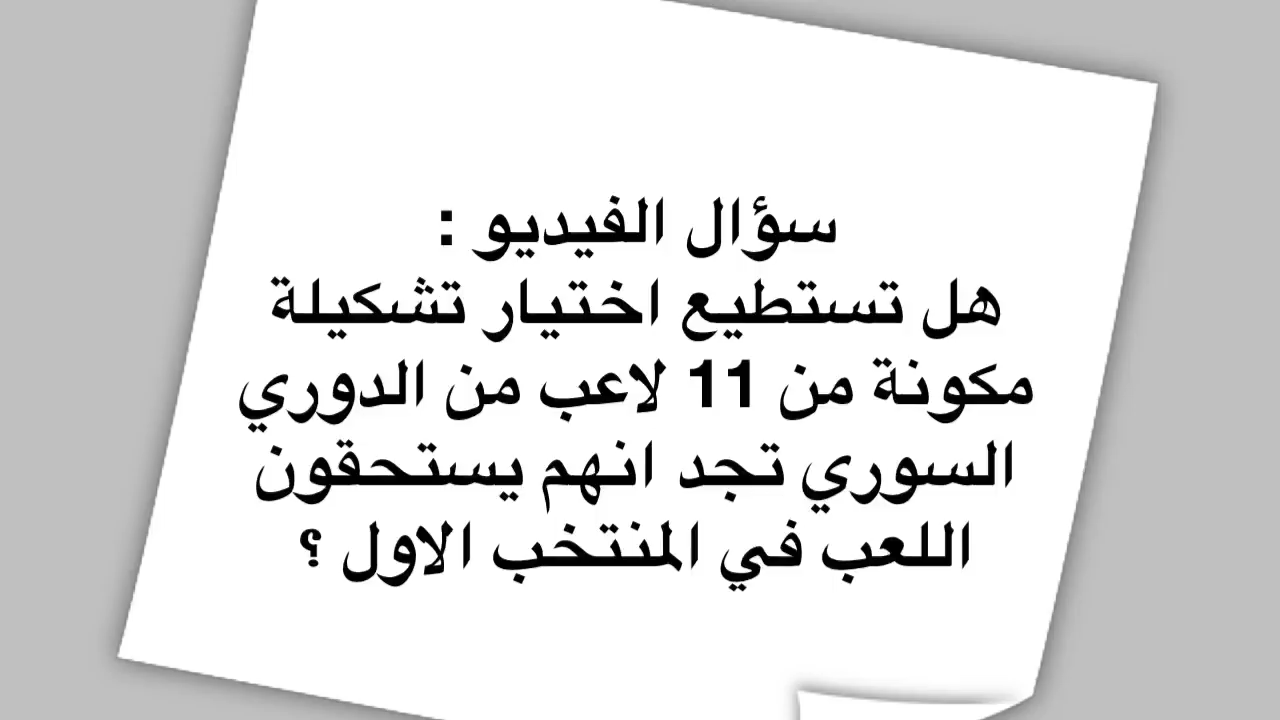 سؤال الفيديو :
هل تستطيع اختيار تشكيلة
مكونة من 11 لاعب من الدوري
السوري تجد انهم يستحقون
اللعب في المنتخب الاول ؟